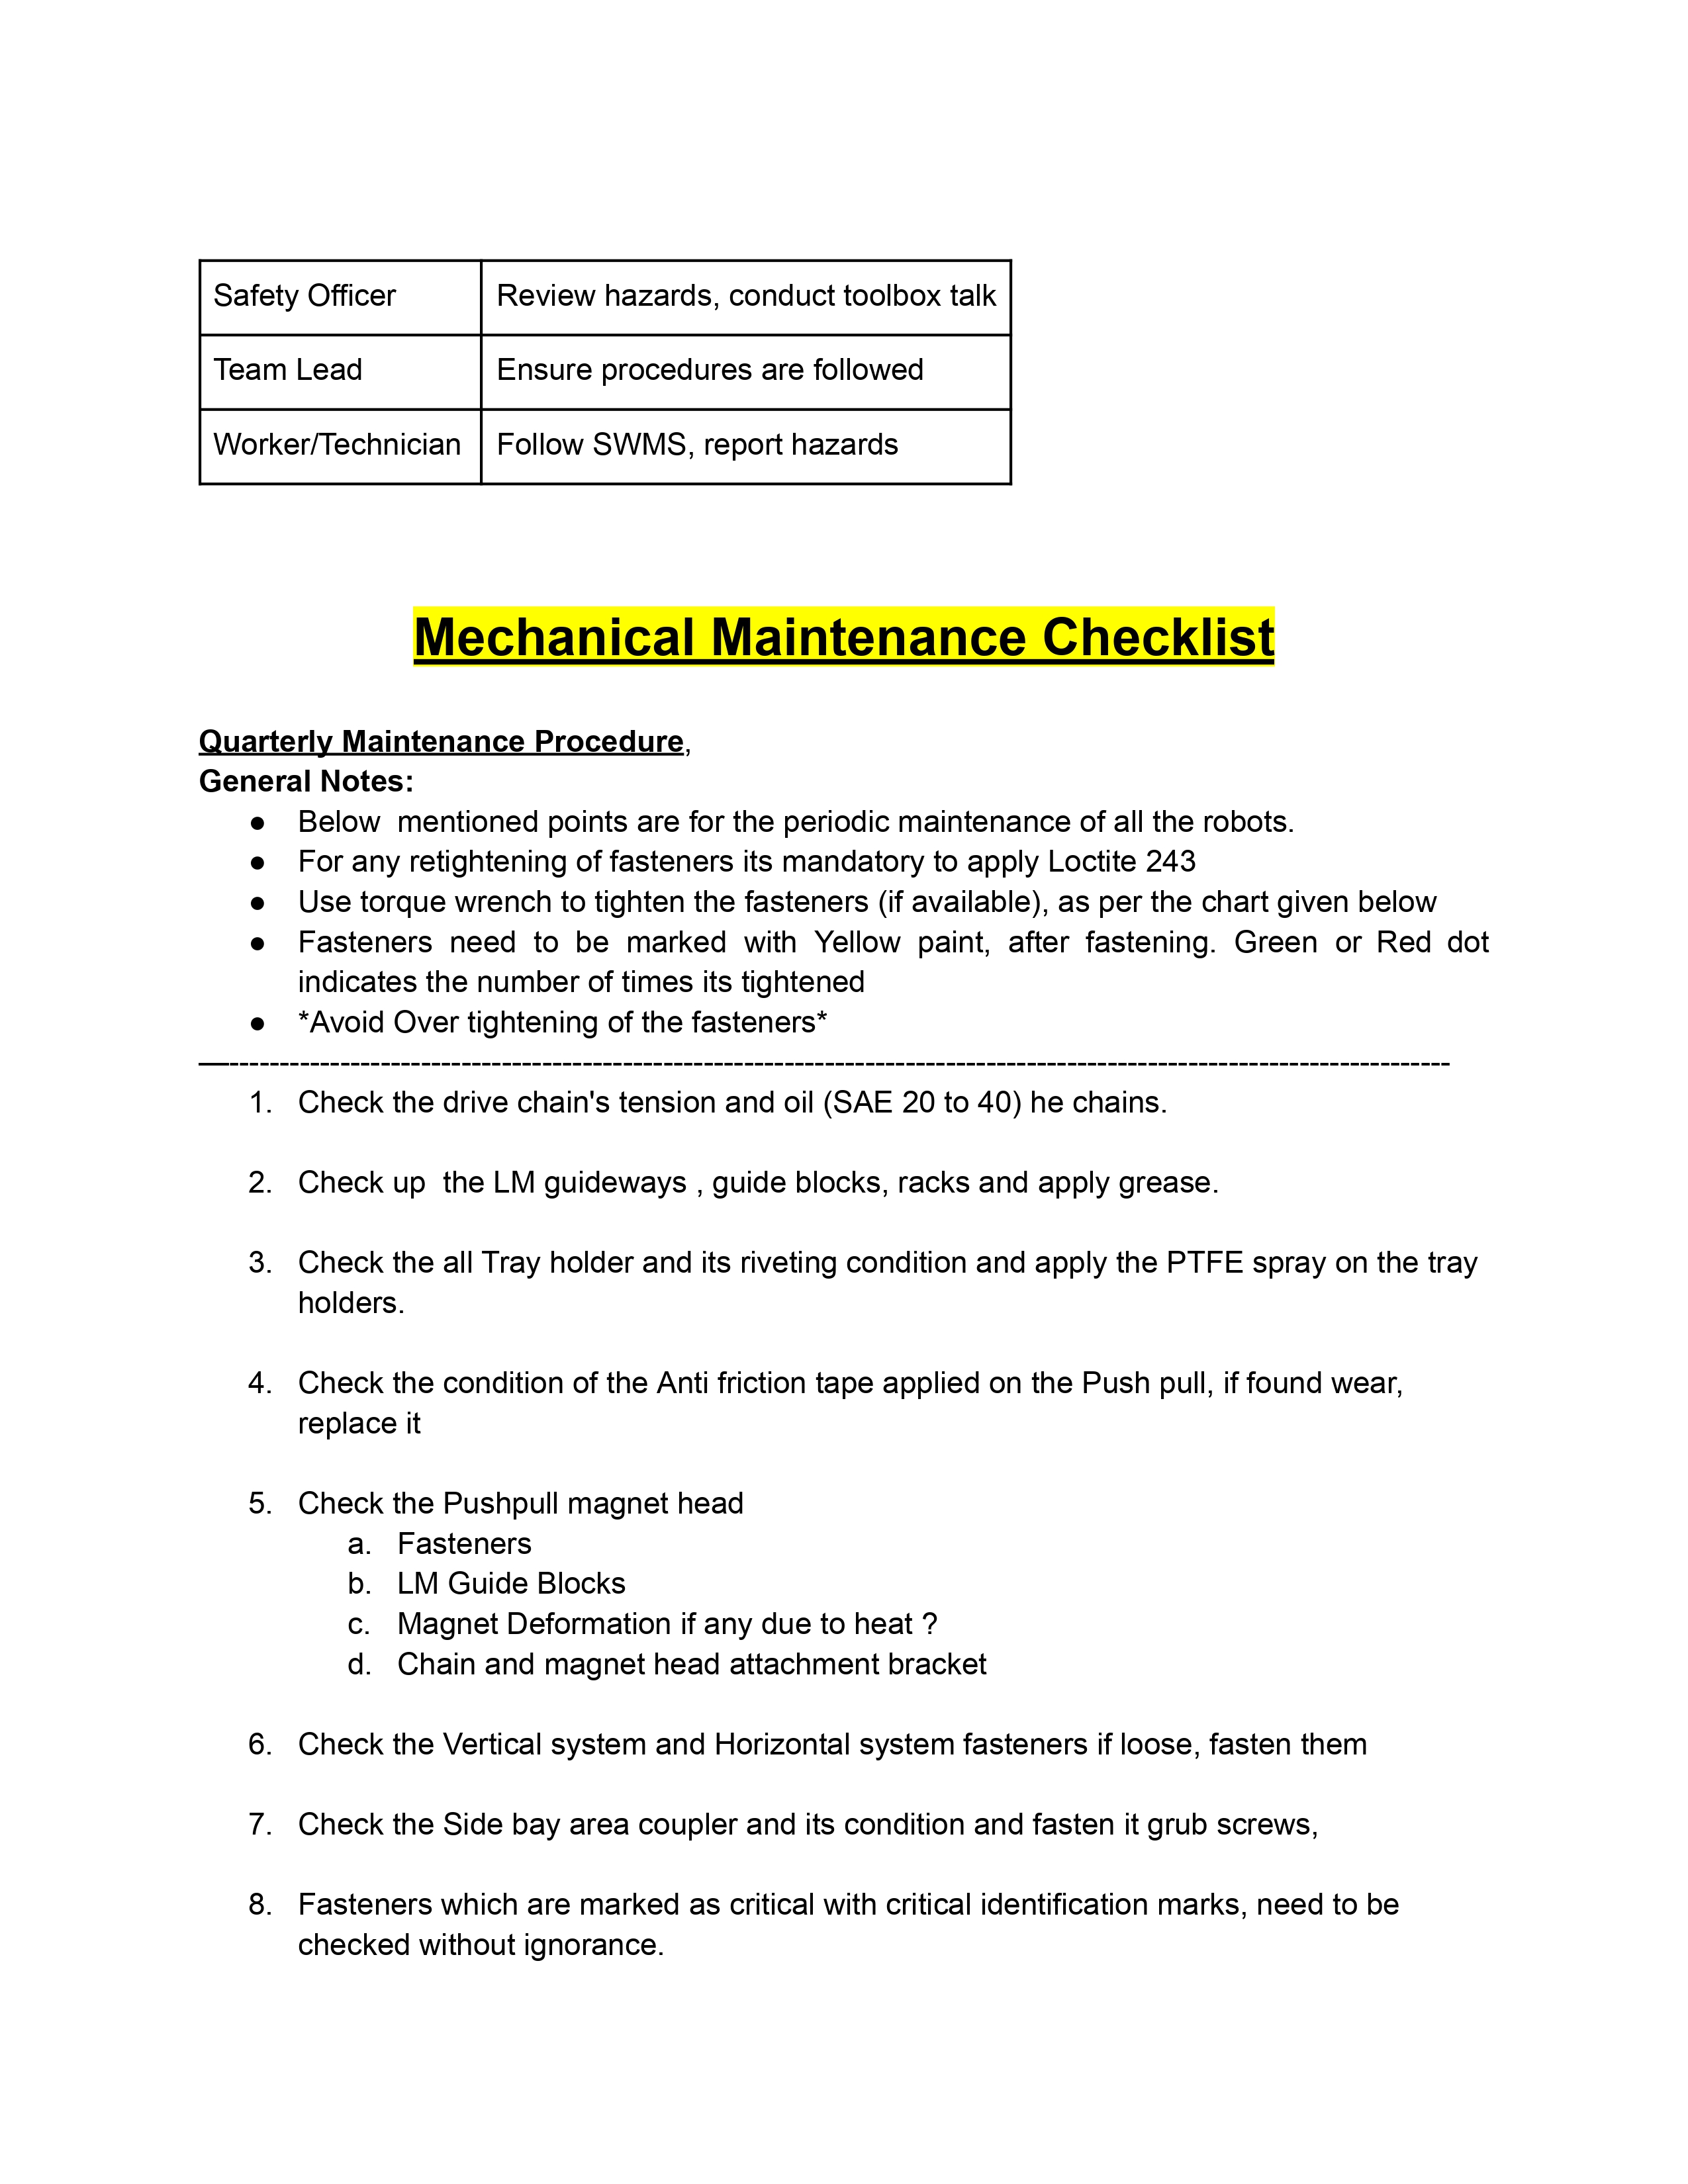 Safety Officer Review hazards, conduct toolbox talk
Team Lead Ensure procedures are followed
Worker/Technician Follow SWMS, report hazards
Mechanical Maintenance Checklist
Quarterly Maintenance Procedure,
General Notes:
● Below  mentioned points are for the periodic maintenance of all the robots.
● For any retightening of fasteners its mandatory to apply Loctite 243
● Use torque wrench to tighten the fasteners (if available), as per the chart given below
● Fasteners need to be marked with Yellow paint, after fastening. Green or Red dot
indicates the number of times its tightened
● *Avoid Over tightening of the fasteners*
—-------------------------------------------------------------------------------------------------------------------------
1. Check the drive chain's tension and oil (SAE 20 to 40) he chains.
2. Check up  the LM guideways , guide blocks, racks and apply grease.
3. Check the all Tray holder and its riveting condition and apply the PTFE spray on the tray
holders.
4. Check the condition of the Anti friction tape applied on the Push pull, if found wear,
replace it
5. Check the Pushpull magnet head
a. Fasteners
b. LM Guide Blocks
c. Magnet Deformation if any due to heat ?
d. Chain and magnet head attachment bracket
6. Check the Vertical system and Horizontal system fasteners if loose, fasten them
7. Check the Side bay area coupler and its condition and fasten it grub screws,
8. Fasteners which are marked as critical with critical identification marks, need to be
checked without ignorance.